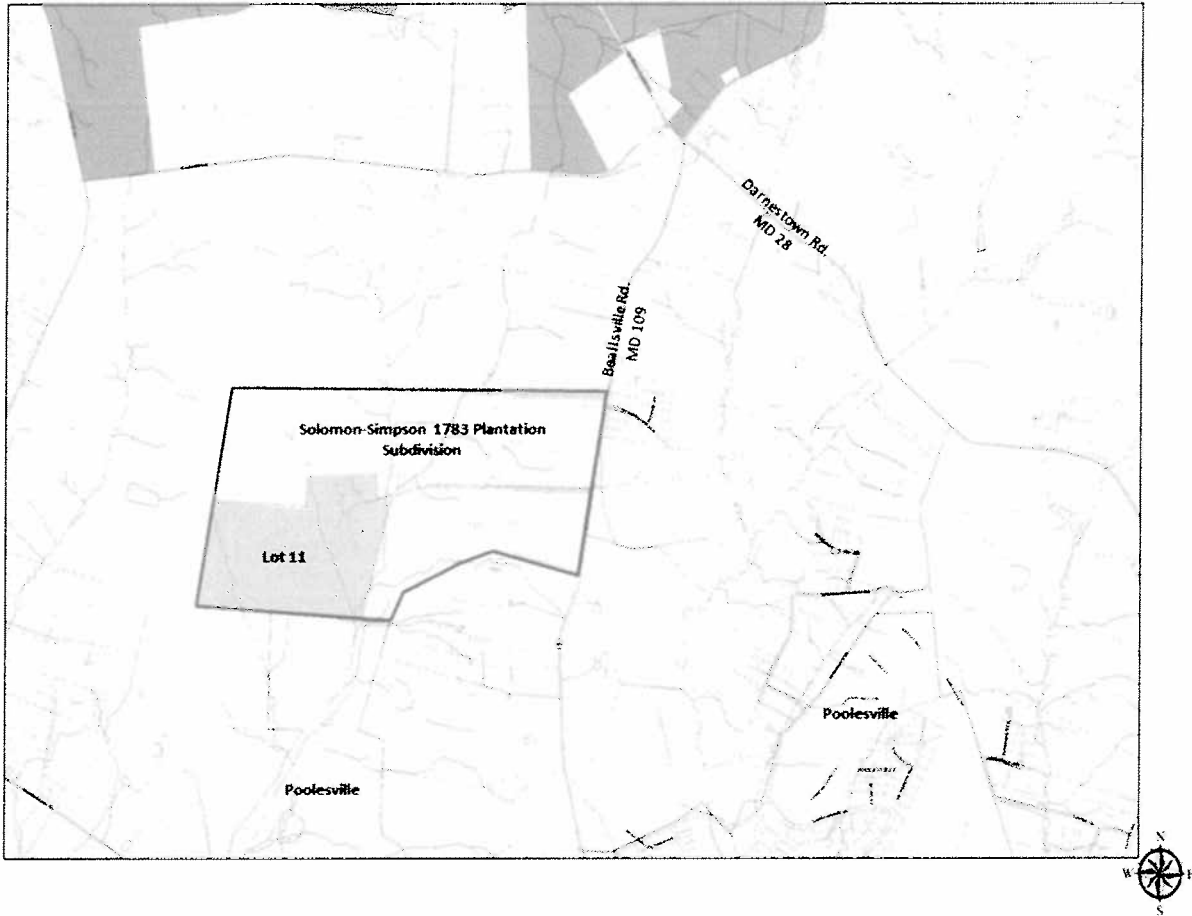 Darnestown Rd.
MD 28
Beallsville Rd.
MD 109
Solomon-Simpson 1783 Plantation
Subdivision
Lot 11
Poolesville
Poolesville
N
W
E
S